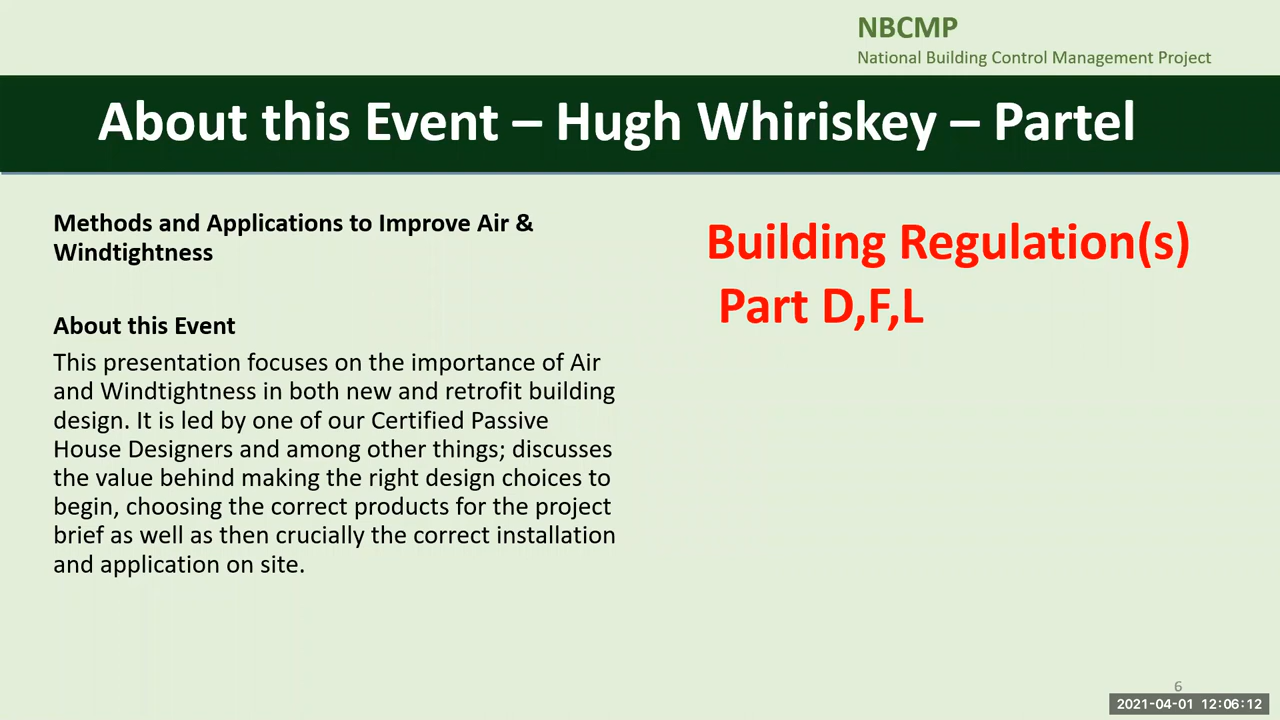 NBCMP
National Building Control Management Project
About this Event – Hugh Whiriskey – Partel
Methods and Applications to Improve Air &
Windtightness
About this Event
This presentation focuses on the importance of Air
and Windtightness in both new and retrofit building
design. It is led by one of our Certified Passive
House Designers and among other things; discusses
the value behind making the right design choices to
begin, choosing the correct products for the project
brief as well as then crucially the correct installation
and application on site.
Building Regulation(s)
Part D,F,L
6
2021-04-01 12:06:12